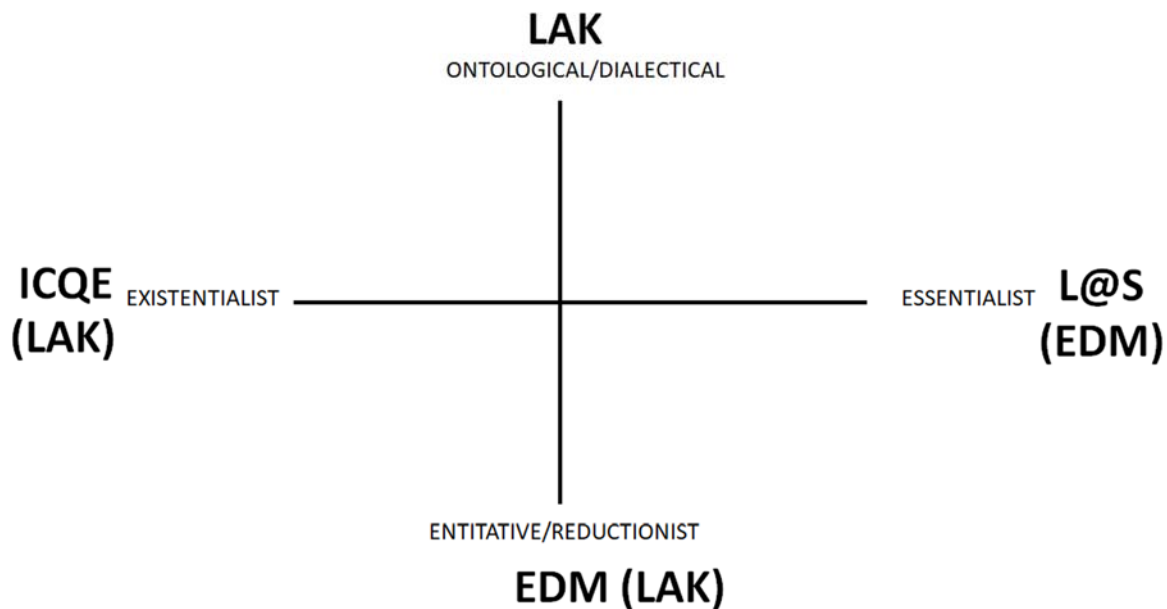 LAK
ONTOLOGICAL/DIALECTICAL
ICQE
(LAK)
EXISTENTIALIST
ESSENTIALIST
L@S
(EDM)
ENTITATIVE/REDUCTIONIST
EDM (LAK)